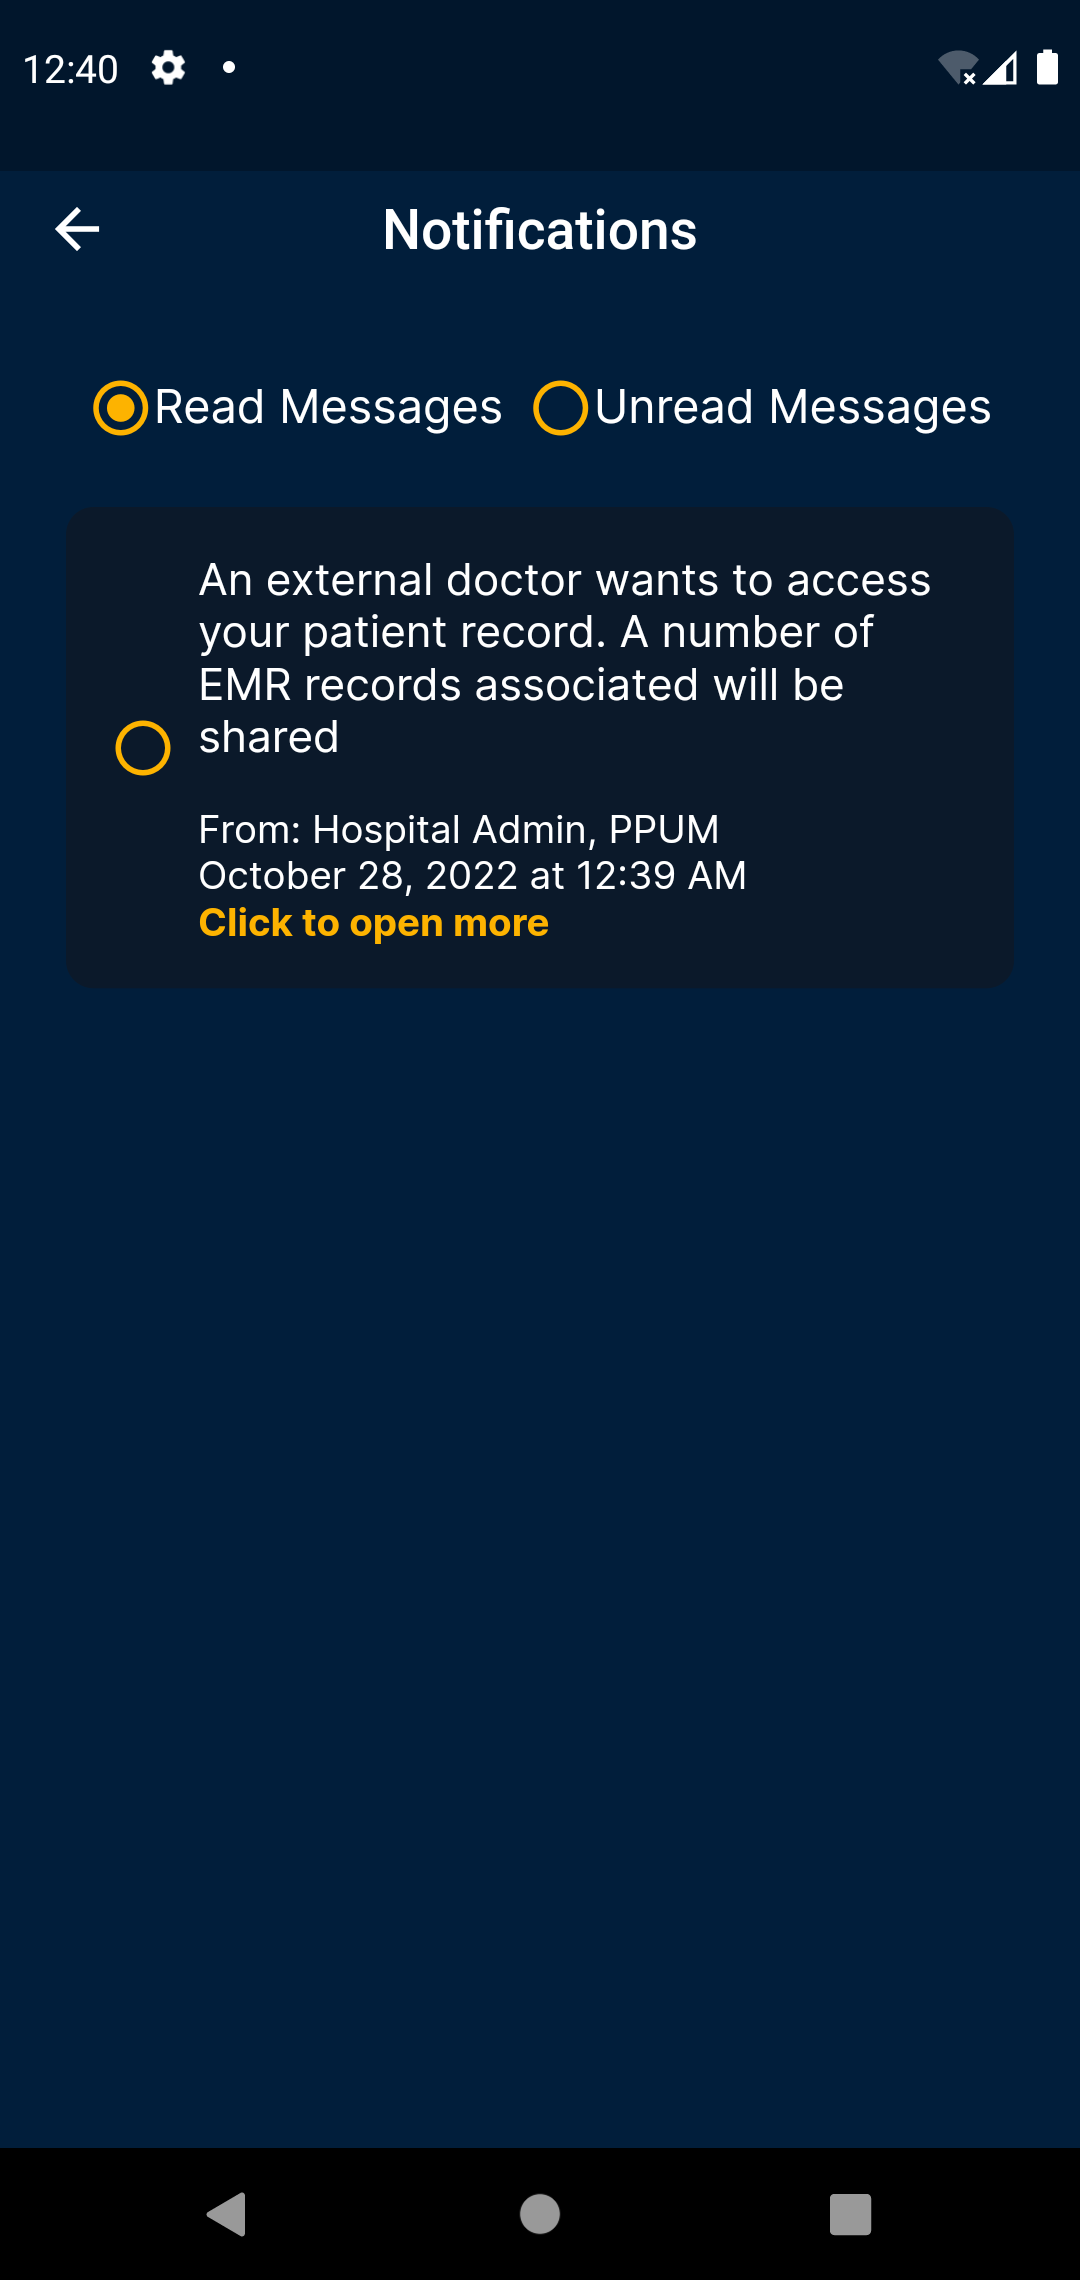 12:40
Notifications
Read Messages Unread Messages
An external doctor wants to access
your patient record. A number of
EMR records associated will be
shared
From: Hospital Admin, PPUM
October 28, 2022 at 12:39 AM
Click to open more